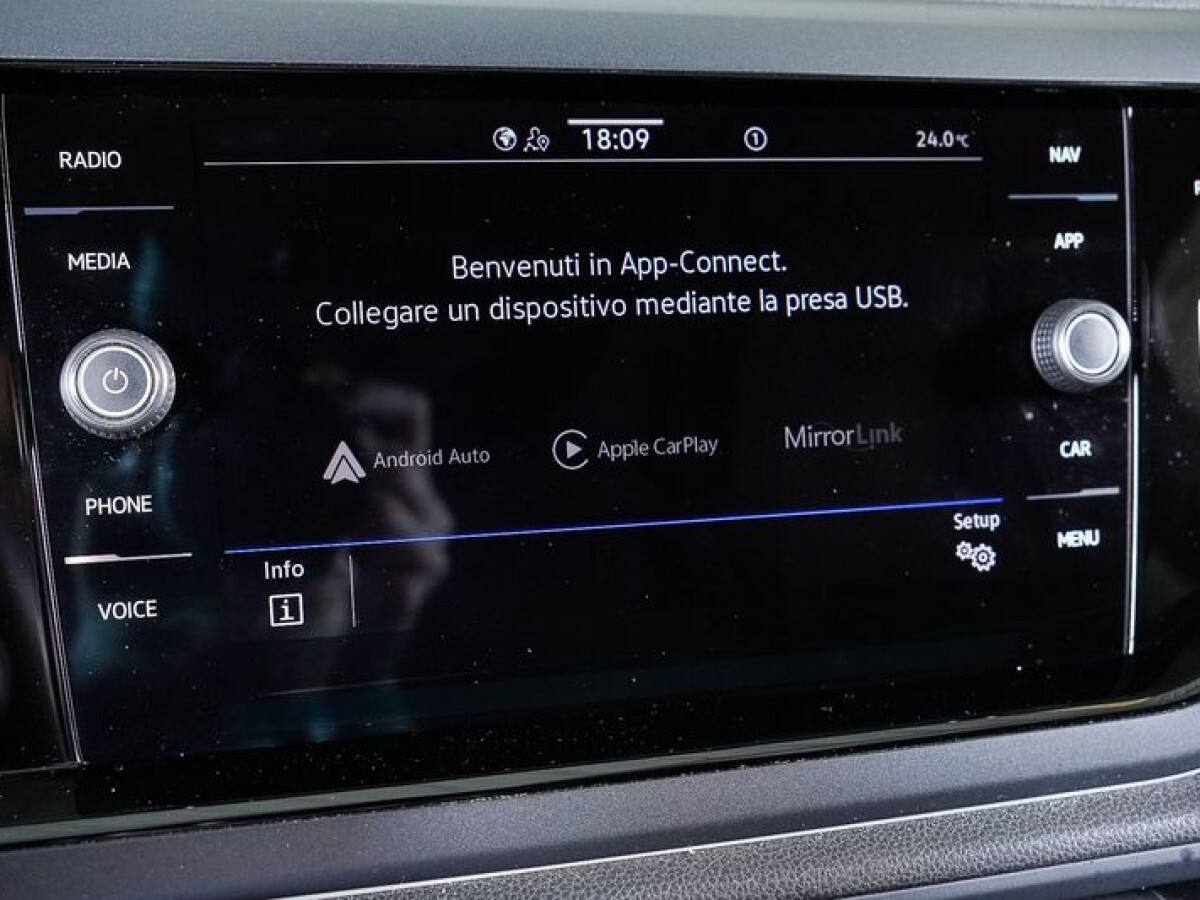 18:09
1
24.0°C
RADIO
MEDIA
PHONE
VOICE
Benvenuti in App-Connect.
Collegare un dispositivo mediante la presa USB.
Android Auto
Apple CarPlay
MirrorLink
Info
i
Setup
NAV
APP
CAR
MENU